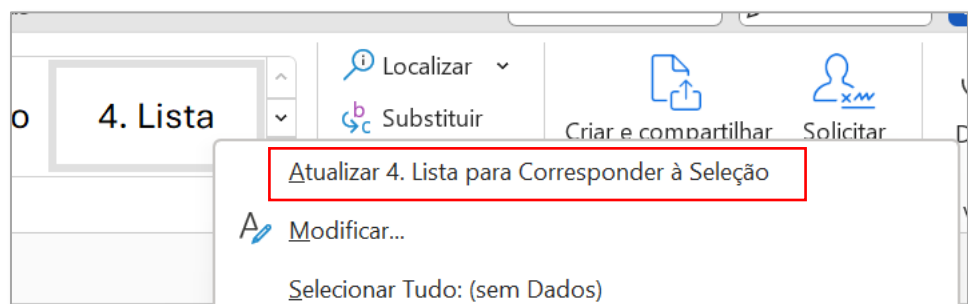 Localizar
4. Lista
Substituir
Criar e compartilhar
Solicitar
Atualizar 4. Lista para Corresponder à Seleção
Modificar...
Selecionar Tudo: (sem Dados)